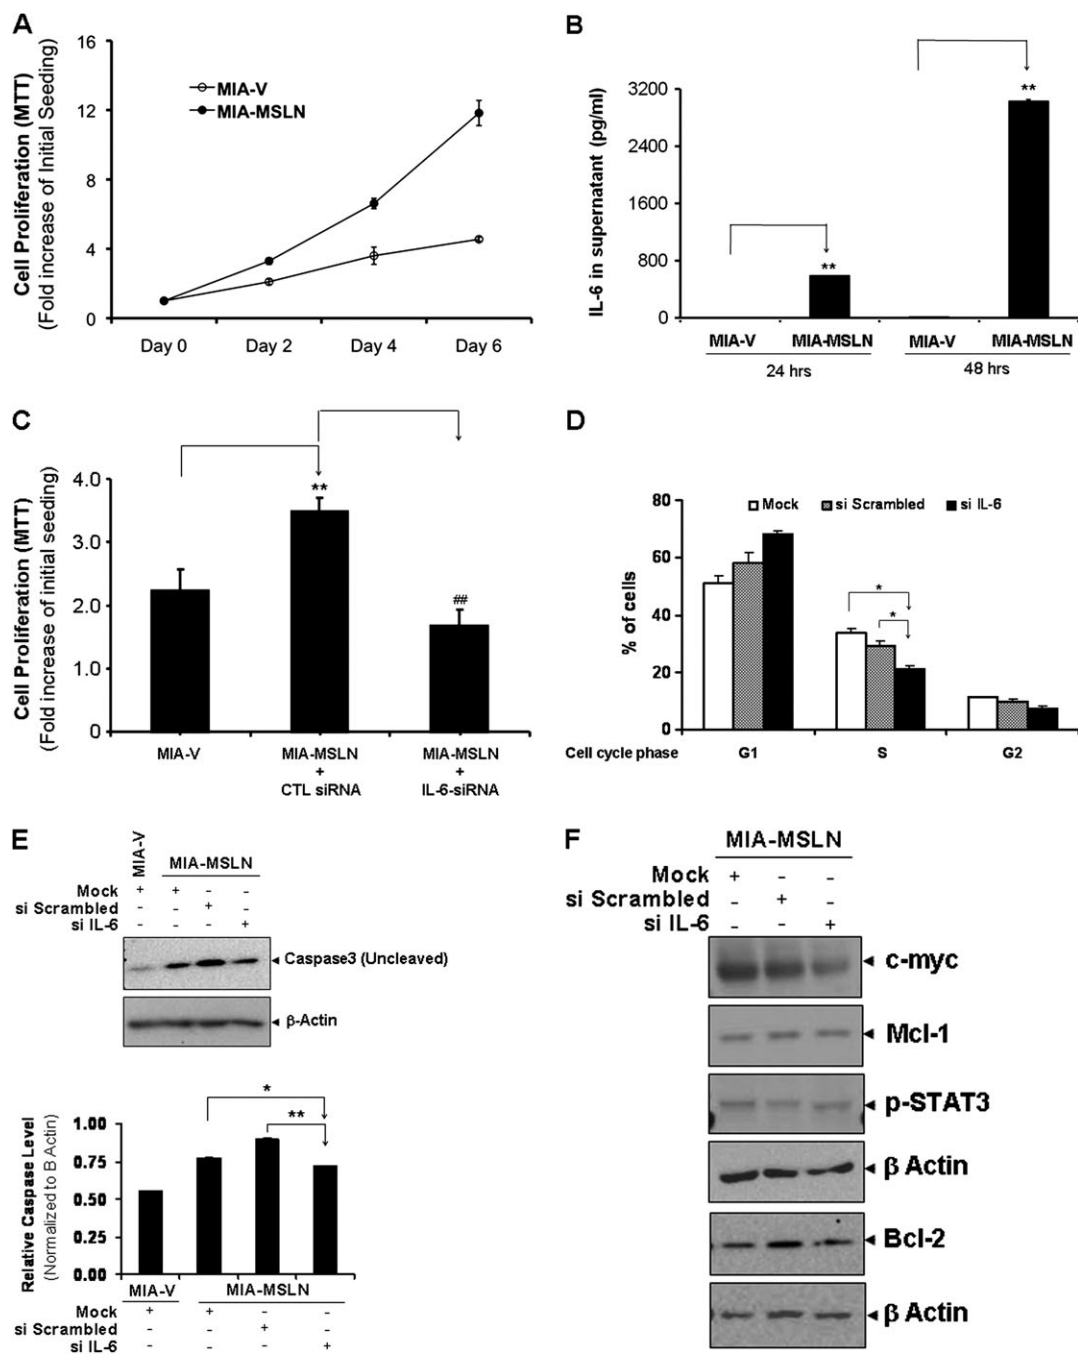 A
Cell Proliferation (MTT)
(Fold increase of Initial Seeding)
16
12
8
4
0
MIA-V
MIA-MSLN
Day 0 Day 2 Day 4 Day 6
B
IL-6 in supernatant (pg/ml)
3200
2400
1600
800
0
**
**
MIA-V MIA-MSLN MIA-V MIA-MSLN
24 hrs 48 hrs
C
Cell Proliferation (MTT)
(Fold increase of initial seeding)
4.0
3.0
2.0
1.0
0
**
##
MIA-V MIA-MSLN MIA-MSLN
+ +
CTL siRNA IL-6-siRNA
D
% of cells
80
60
40
20
0
Mock si Scrambled si IL-6
*
*
Cell cycle phase G1 S G2
E
MIA-V
MIA-MSLN
Mock + + - -
si Scrambled - - + -
si IL-6 - - - +
Caspase3 (Uncleaved)
β-Actin
Relative Caspase Level
(Normalized to B Actin)
1.00
0.75
0.50
0.25
0.00
*
**
MIA-V MIA-MSLN
Mock + + - -
si Scrambled - - + -
si IL-6 - - - +
F
MIA-MSLN
Mock + - -
si Scrambled - + -
si IL-6 - - +
c-myc
Mcl-1
p-STAT3
β Actin
Bcl-2
β Actin